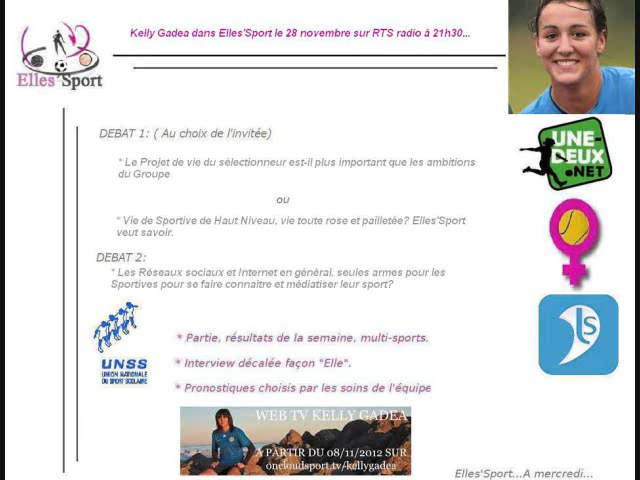 Kelly Gadea dans Elles'Sport le 28 novembre sur RTS radio à 21h30...
Elles'Sport
DEBAT 1: ( Au choix de l'invitée)
* Le Projet de vie du sélectionneur est-il plus important que les ambitions
du Groupe
ou
* Vie de Sportive de Haut Niveau, vie toute rose et pailletée? Elles'Sport
veut savoir.
DEBAT 2:
* Les Réseaux sociaux et Internet en général, seules armes pour les
Sportives pour se faire connaitre et médiatiser leur sport?
UNE-
DEUX
.NET
ls
UNSS
UNION NATIONALE
DU SPORT SCOLAIRE
* Partie, résultats de la semaine, multi-sports.
* Interview décalée façon "Elle".
* Pronostiques choisis par les soins de l'équipe
WEB TV KELLY GADEA
A PARTIR DU 08/11/2012 SUR
oncloudsport.tv/kellygadea
Elles'Sport...A mercredi...